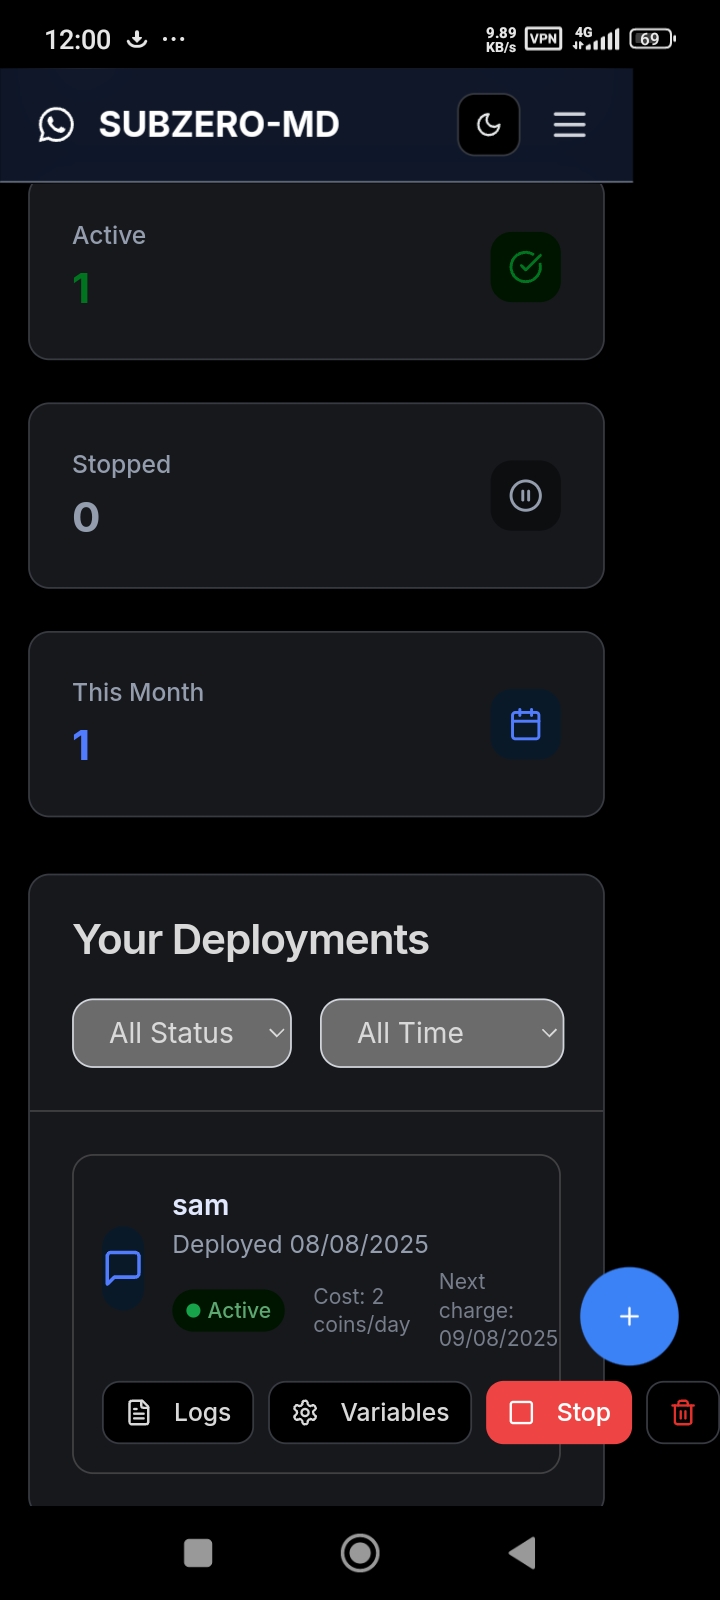 12:00
9.89 KB/s VPN 4G 69
SUBZERO-MD
Active
1
Stopped
0
This Month
1
Your Deployments
All Status
All Time
sam
Deployed 08/08/2025
Active
Cost: 2
coins/day
Next
charge:
09/08/2025
Logs
Variables
Stop